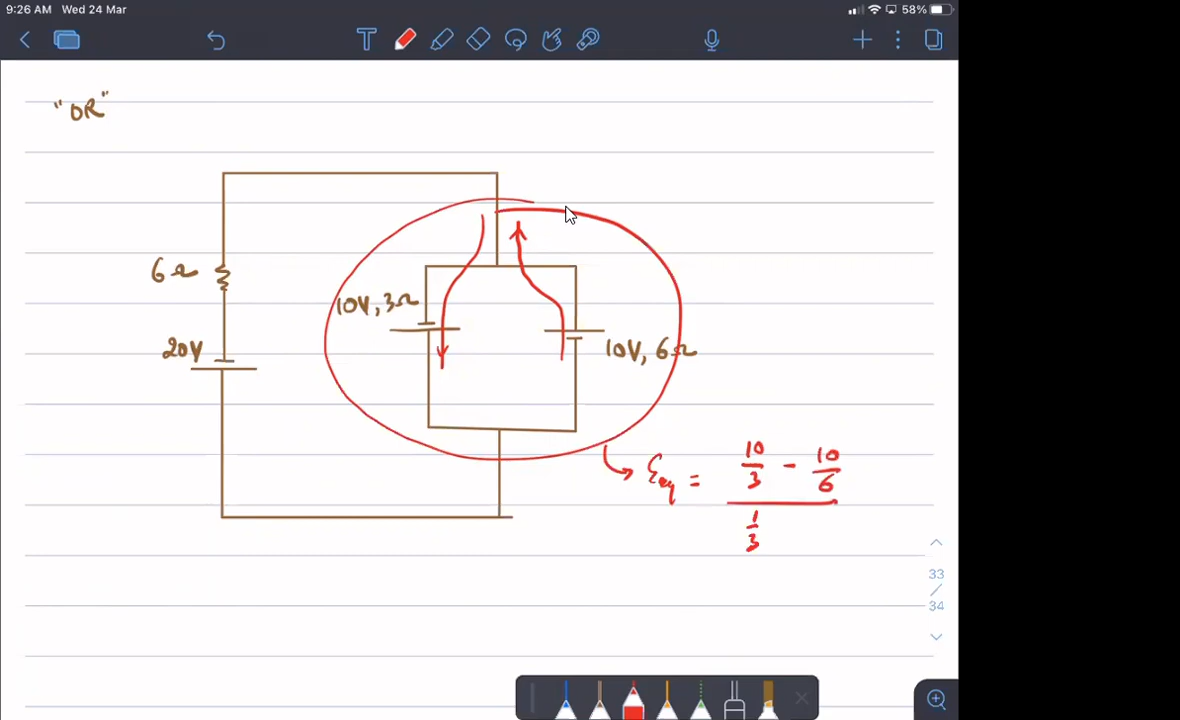 9:26 AM Wed 24 Mar
58%
"OR"
6Ω
10V, 3Ω
20V
10V, 6Ω
→ Ɛeq = (10/3 - 10/6) / (1/3)
33
/
34